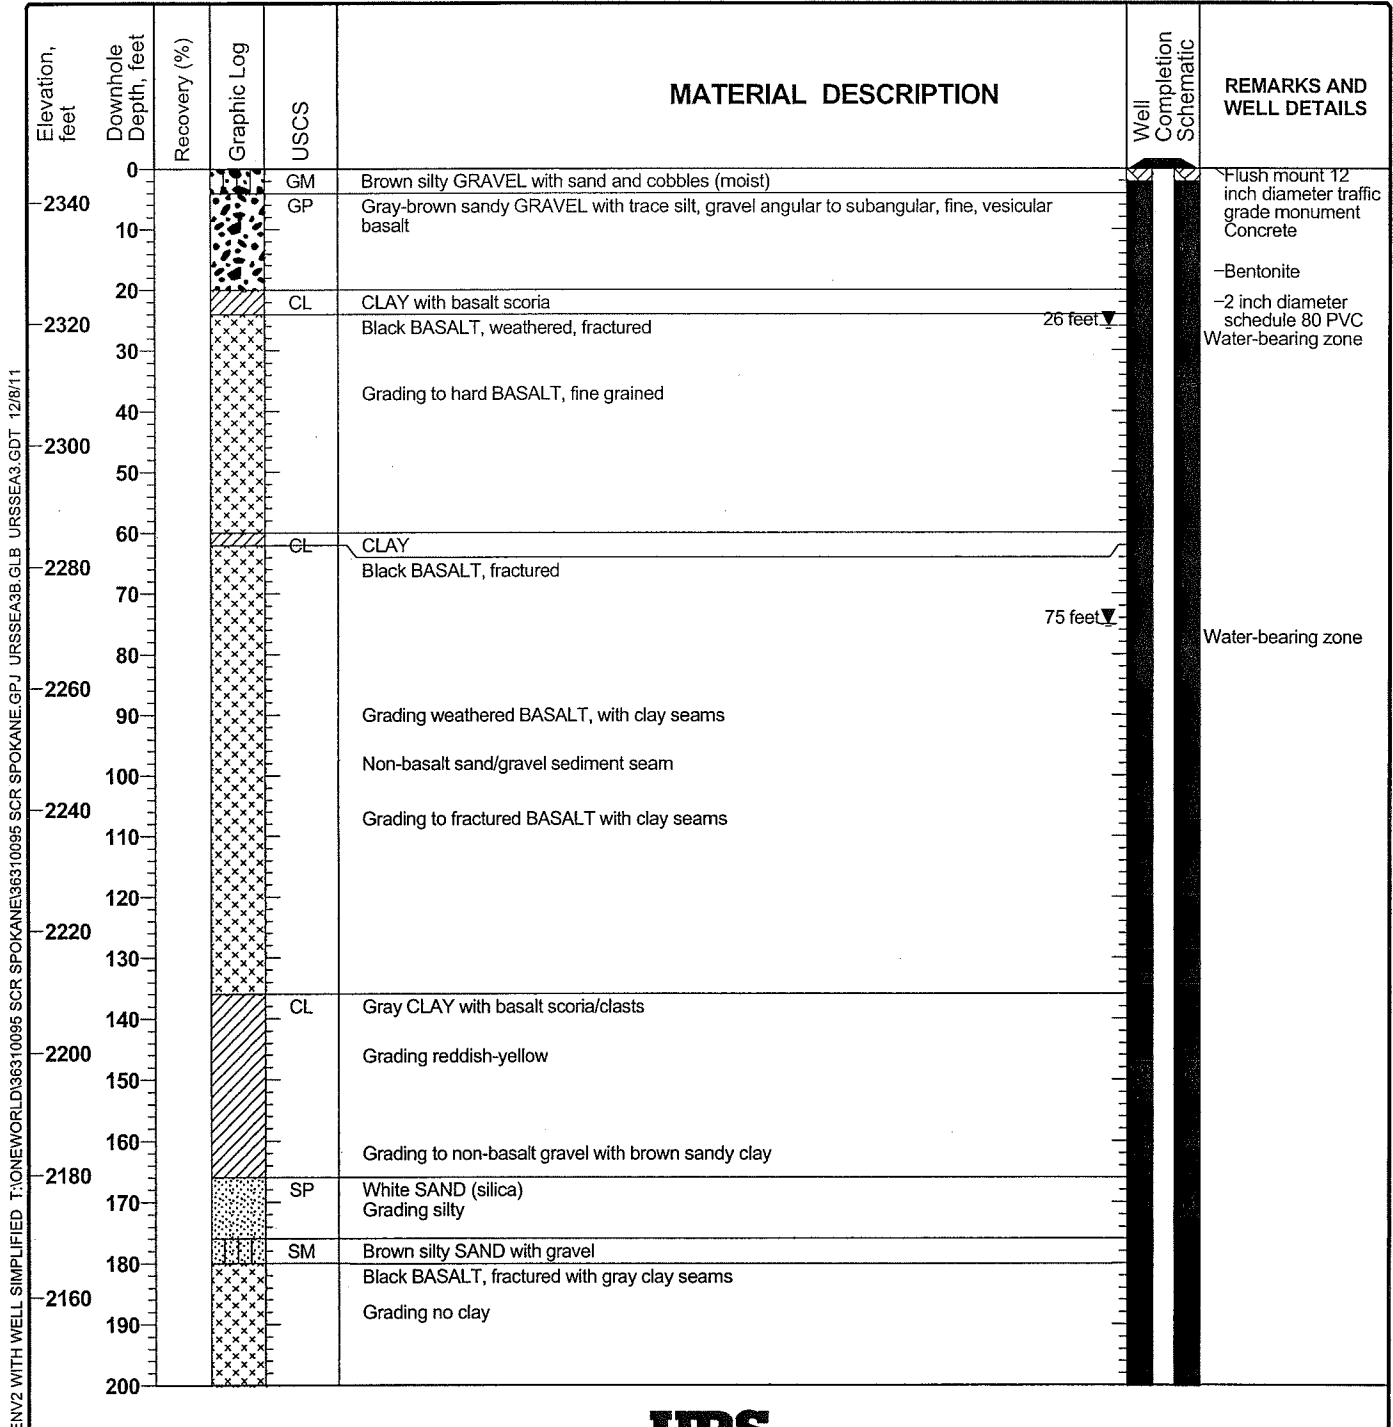 Elevation,
feet
Downhole
Depth, feet
Recovery (%)
Graphic Log
USCS
MATERIAL DESCRIPTION
Well
Completion
Schematic
REMARKS AND
WELL DETAILS
0
GM
Brown silty GRAVEL with sand and cobbles (moist)
Flush mount 12
inch diameter traffic
grade monument
Concrete
2340
GP
Gray-brown sandy GRAVEL with trace silt, gravel angular to subangular, fine, vesicular
basalt
10
Bentonite
20
CL
CLAY with basalt scoria
2 inch diameter
schedule 80 PVC
2320
Black BASALT, weathered, fractured
26 feet
Water-bearing zone
30
Grading to hard BASALT, fine grained
40
2300
50
60
CL
CLAY
2280
Black BASALT, fractured
70
75 feet
Water-bearing zone
80
2260
90
Grading weathered BASALT, with clay seams
Non-basalt sand/gravel sediment seam
100
2240
Grading to fractured BASALT with clay seams
110
120
2220
130
CL
Gray CLAY with basalt scoria/clasts
140
2200
Grading reddish-yellow
150
160
Grading to non-basalt gravel with brown sandy clay
2180
SP
White SAND (silica)
170
Grading silty
SM
Brown silty SAND with gravel
180
Black BASALT, fractured with gray clay seams
2160
Grading no clay
190
200
ENV2 WITH WELL SIMPLIFIED T:\ONEWORLD\36310095 SCR SPOKANE\36310095 SCR SPOKANE.GPJ URSSEA3B.GLB URSSEA3.GDT 12/8/11
URS